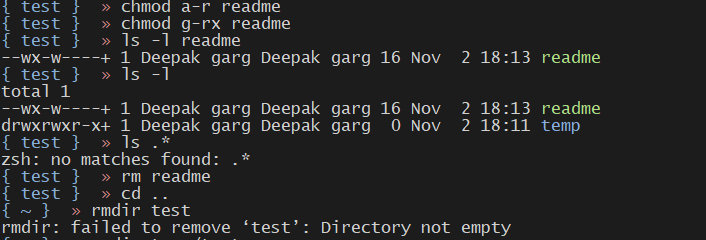 { test }  » chmod a-r readme
{ test }  » chmod g-rx readme
{ test }  » ls -l readme
--wx-w----+ 1 Deepak garg Deepak garg 16 Nov  2 18:13 readme
{ test }  » ls -l
total 1
--wx-w----+ 1 Deepak garg Deepak garg 16 Nov  2 18:13 readme
drwxrwxr-x+ 1 Deepak garg Deepak garg  0 Nov  2 18:11 temp
{ test }  » ls .*
zsh: no matches found: .*
{ test }  » rm readme
{ test }  » cd ..
{ ~ }  » rmdir test
rmdir: failed to remove ‘test’: Directory not empty